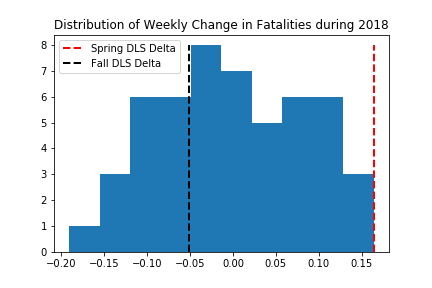 Distribution of Weekly Change in Fatalities during 2018
Spring DLS Delta
Fall DLS Delta
8
7
6
5
4
3
2
1
0
−0.20 −0.15 −0.10 −0.05 0.00 0.05 0.10 0.15